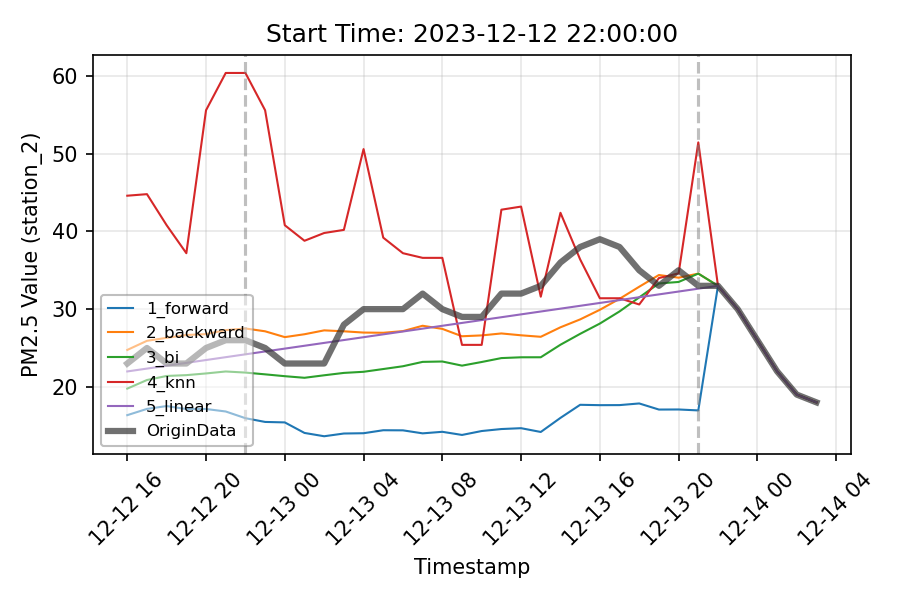 Start Time: 2023-12-12 22:00:00
PM2.5 Value (station_2)
60
50
40
30
20
1_forward
2_backward
3_bi
4_knn
5_linear
OriginData
12-12 16
12-12 20
12-13 00
12-13 04
12-13 08
12-13 12
12-13 16
12-13 20
12-14 00
12-14 04
Timestamp